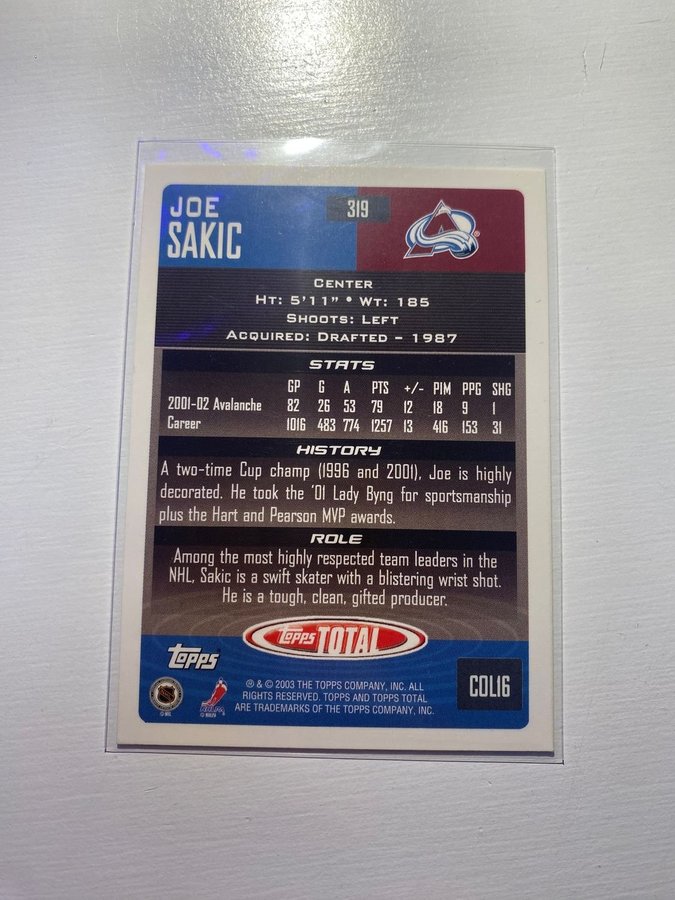 JOE
SAKIC
319
CENTER
HT: 5'11" • WT: 185
SHOOTS: LEFT
ACQUIRED: DRAFTED – 1987
STATS
GP G A PTS +/- PIM PPG SHG
2001-02 Avalanche 82 26 53 79 12 18 9 1
Career 1016 483 774 1257 13 416 153 31
HISTORY
A two-time Cup champ (1996 and 2001), Joe is highly
decorated. He took the '01 Lady Byng for sportsmanship
plus the Hart and Pearson MVP awards.
ROLE
Among the most highly respected team leaders in the
NHL, Sakic is a swift skater with a blistering wrist shot.
He is a tough, clean, gifted producer.
Topps TOTAL
Topps
® & © 2003 THE TOPPS COMPANY, INC. ALL
RIGHTS RESERVED. TOPPS AND TOPPS TOTAL
ARE TRADEMARKS OF THE TOPPS COMPANY, INC.
© NHL
© NHLPA
COL16